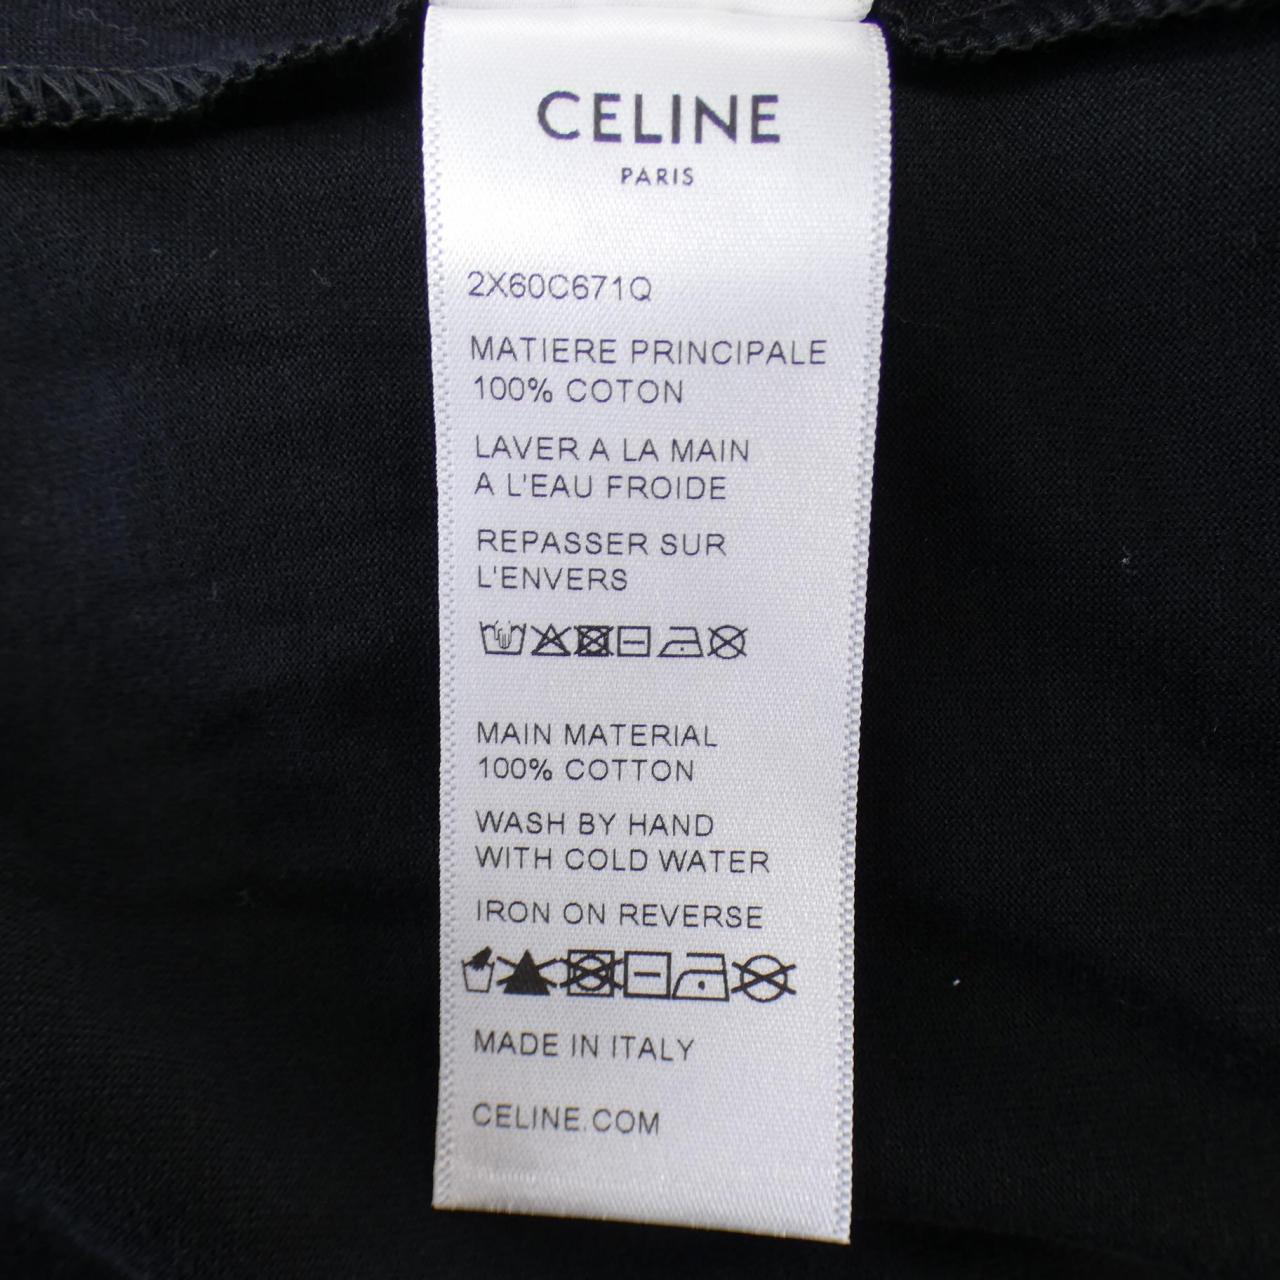 CELINE
PARIS
2X60C671Q
MATIERE PRINCIPALE
100% COTON
LAVER A LA MAIN
A L'EAU FROIDE
REPASSER SUR
L'ENVERS
MAIN MATERIAL
100% COTTON
WASH BY HAND
WITH COLD WATER
IRON ON REVERSE
MADE IN ITALY
CELINE.COM